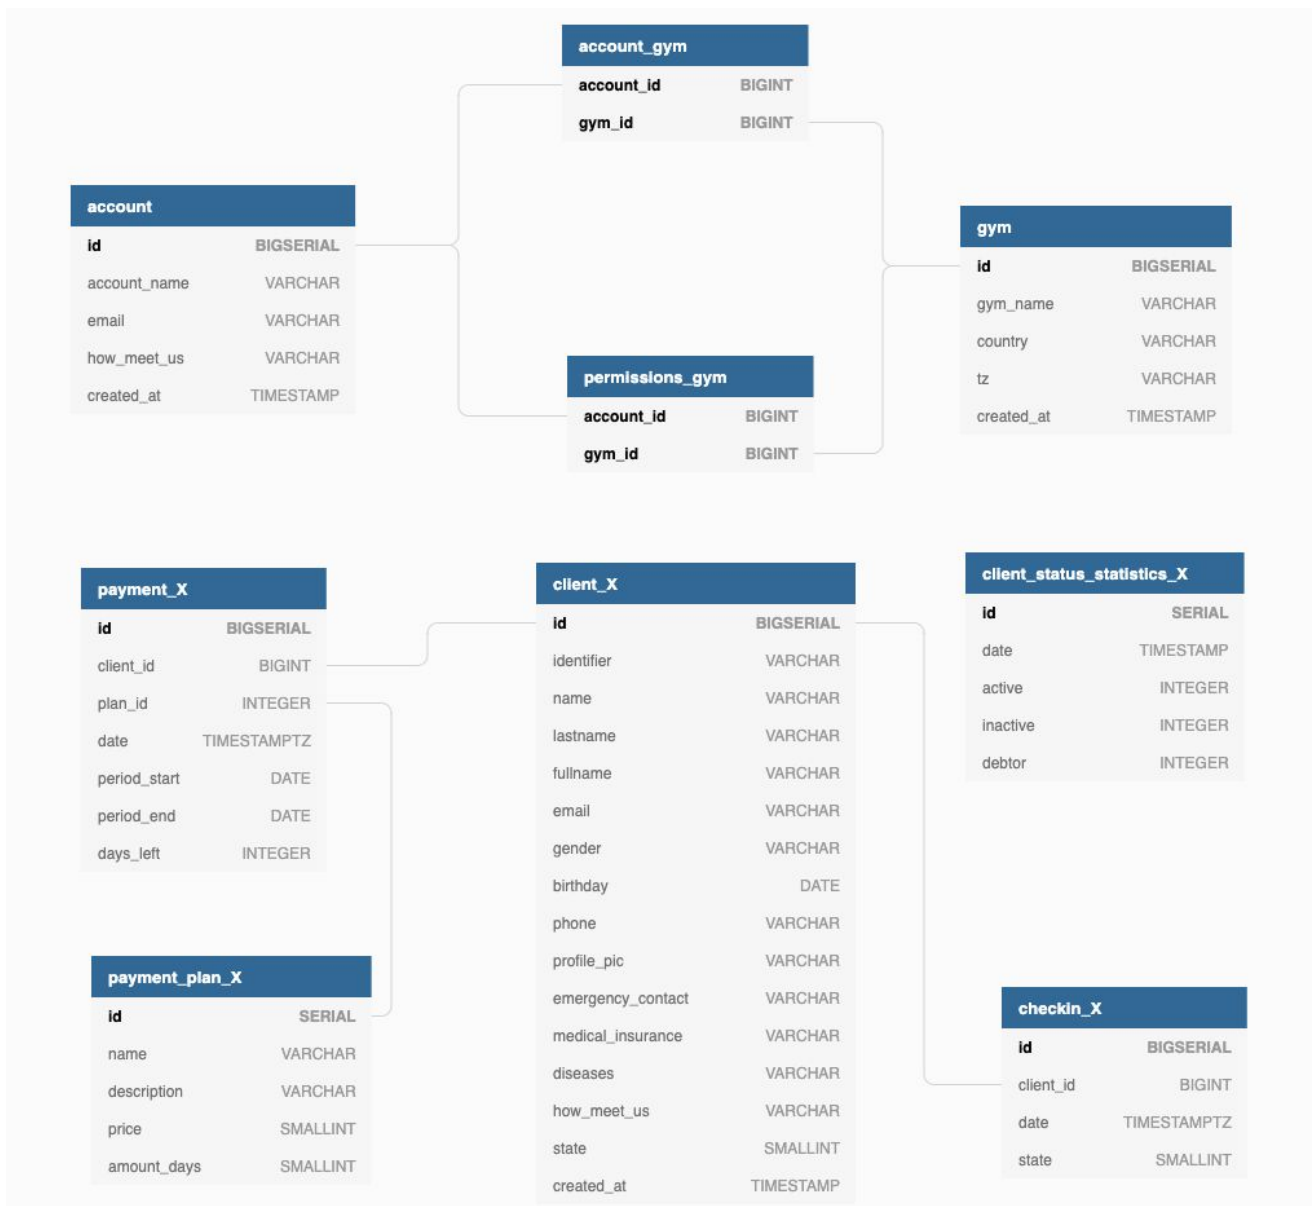 account_gym
account_id BIGINT
gym_id BIGINT
account
id BIGSERIAL
account_name VARCHAR
email VARCHAR
how_meet_us VARCHAR
created_at TIMESTAMP
gym
id BIGSERIAL
gym_name VARCHAR
country VARCHAR
tz VARCHAR
created_at TIMESTAMP
permissions_gym
account_id BIGINT
gym_id BIGINT
payment_X
id BIGSERIAL
client_id BIGINT
plan_id INTEGER
date TIMESTAMPTZ
period_start DATE
period_end DATE
days_left INTEGER
client_X
id BIGSERIAL
identifier VARCHAR
name VARCHAR
lastname VARCHAR
fullname VARCHAR
email VARCHAR
gender VARCHAR
birthday DATE
phone VARCHAR
profile_pic VARCHAR
emergency_contact VARCHAR
medical_insurance VARCHAR
diseases VARCHAR
how_meet_us VARCHAR
state SMALLINT
created_at TIMESTAMP
client_status_statistics_X
id SERIAL
date TIMESTAMP
active INTEGER
inactive INTEGER
debtor INTEGER
payment_plan_X
id SERIAL
name VARCHAR
description VARCHAR
price SMALLINT
amount_days SMALLINT
checkin_X
id BIGSERIAL
client_id BIGINT
date TIMESTAMPTZ
state SMALLINT